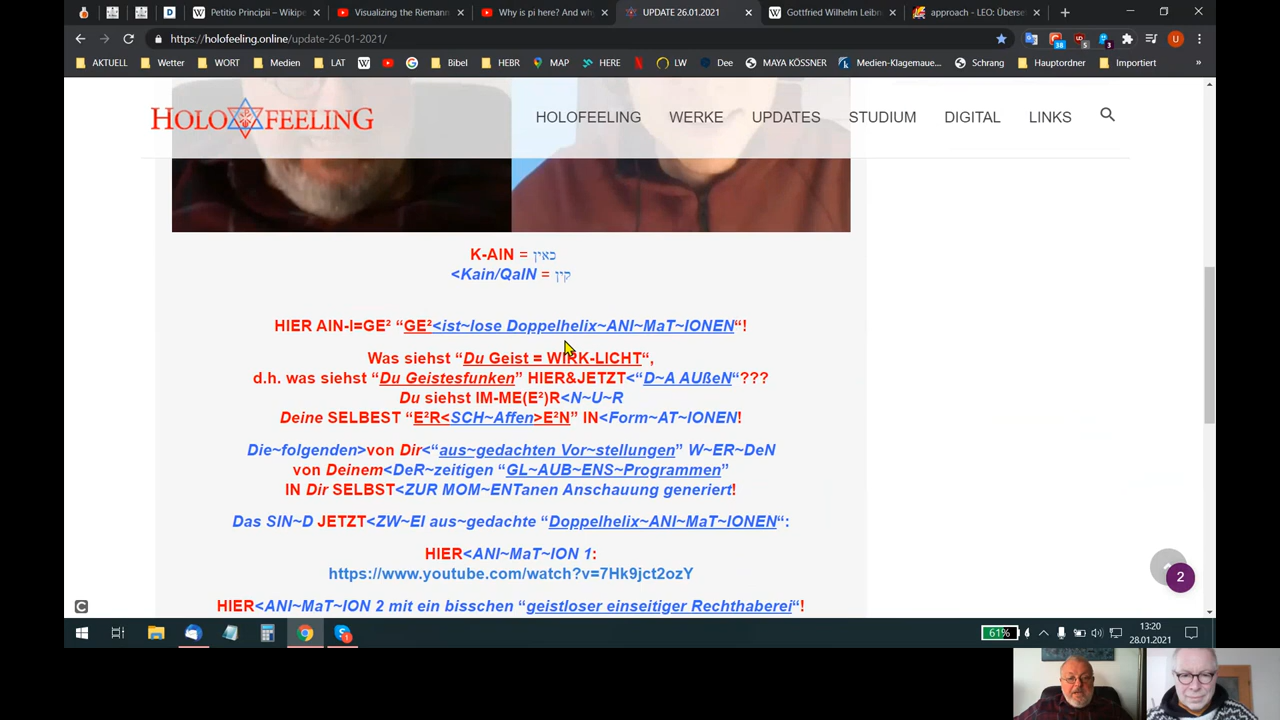 Petitio Principii – Wikipe
Visualizing the Riemann
Why is pi here? And why
UPDATE 26.01.2021
Gottfried Wilhelm Leibn
approach - LEO: Überse
https://holofeeling.online/update-26-01-2021/
38
5
3
U
AKTUELL
Wetter
WORT
Medien
LAT
Bibel
HEBR
MAP
HERE
LW
Dee
MAYA KÖSSNER
Medien-Klagemaue...
Schrang
Hauptordner
Importiert
»
HOLOFEELING
HOLOFEELING
WERKE
UPDATES
STUDIUM
DIGITAL
LINKS
K-AIN = כאין
<Kain/QaIN = קין
HIER AIN-I=GE² “GE²<ist~lose Doppelhelix~ANI~MaT~IONEN“!
Was siehst “Du Geist = WIRK-LICHT“,
d.h. was siehst “Du Geistesfunken” HIER&JETZT<“D~A AUßeN“???
Du siehst IM-ME(E²)R<N~U~R
Deine SELBEST “E²R<SCH~Affen>E²N” IN<Form~AT~IONEN!
Die~folgenden>von Dir<“aus~gedachten Vor~stellungen” W~ER~DeN
von Deinem<DeR~zeitigen “GL~AUB~ENS~Programmen”
IN Dir SELBST<ZUR MOM~ENTanen Anschauung generiert!
Das SIN~D JETZT<ZW~EI aus~gedachte “Doppelhelix~ANI~MaT~IONEN“:
HIER<ANI~MaT~ION 1:
https://www.youtube.com/watch?v=7Hk9jct2ozY
HIER<ANI~MaT~ION 2 mit ein bisschen “geistloser einseitiger Rechthaberei“!
2
61%
13:20
28.01.2021